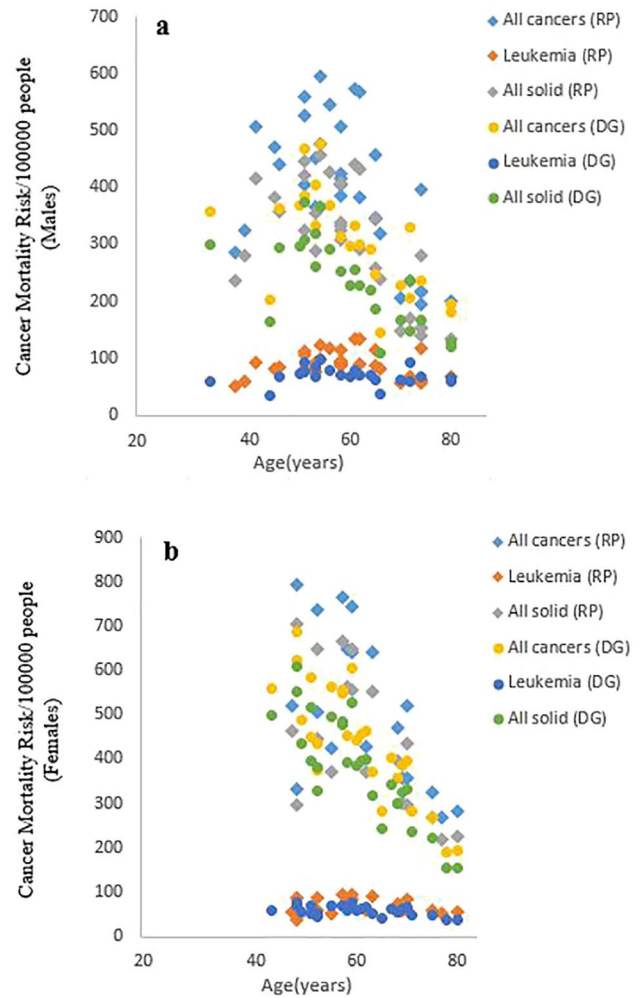 a
700
600
500
400
300
200
100
0
Cancer Mortality Risk/100000 people
(Males)
20
40
60
80
Age(years)
All cancers (RP)
Leukemia (RP)
All solid (RP)
All cancers (DG)
Leukemia (DG)
All solid (DG)
b
900
800
700
600
500
400
300
200
100
0
Cancer Mortality Risk/100000 people
(Females)
20
40
60
80
Age(years)
All cancers (RP)
Leukemia (RP)
All solid (RP)
All cancers (DG)
Leukemia (DG)
All solid (DG)